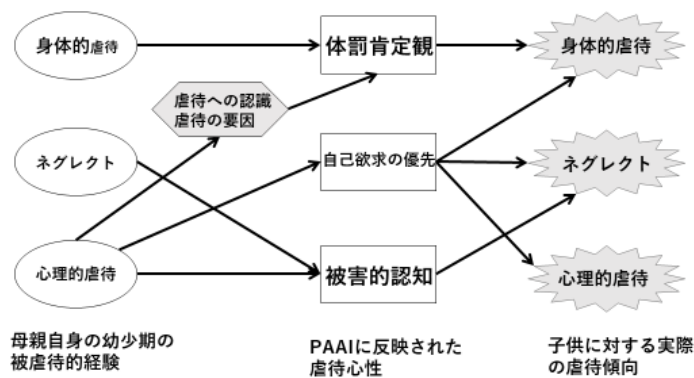 身体的虐待
体罰肯定観
身体的虐待
虐待への認識
虐待の要因
ネグレクト
自己欲求の優先
ネグレクト
心理的虐待
被害的認知
心理的虐待
母親自身の幼少期の
被虐待的経験
PAAIに反映された
虐待心性
子供に対する実際
の虐待傾向